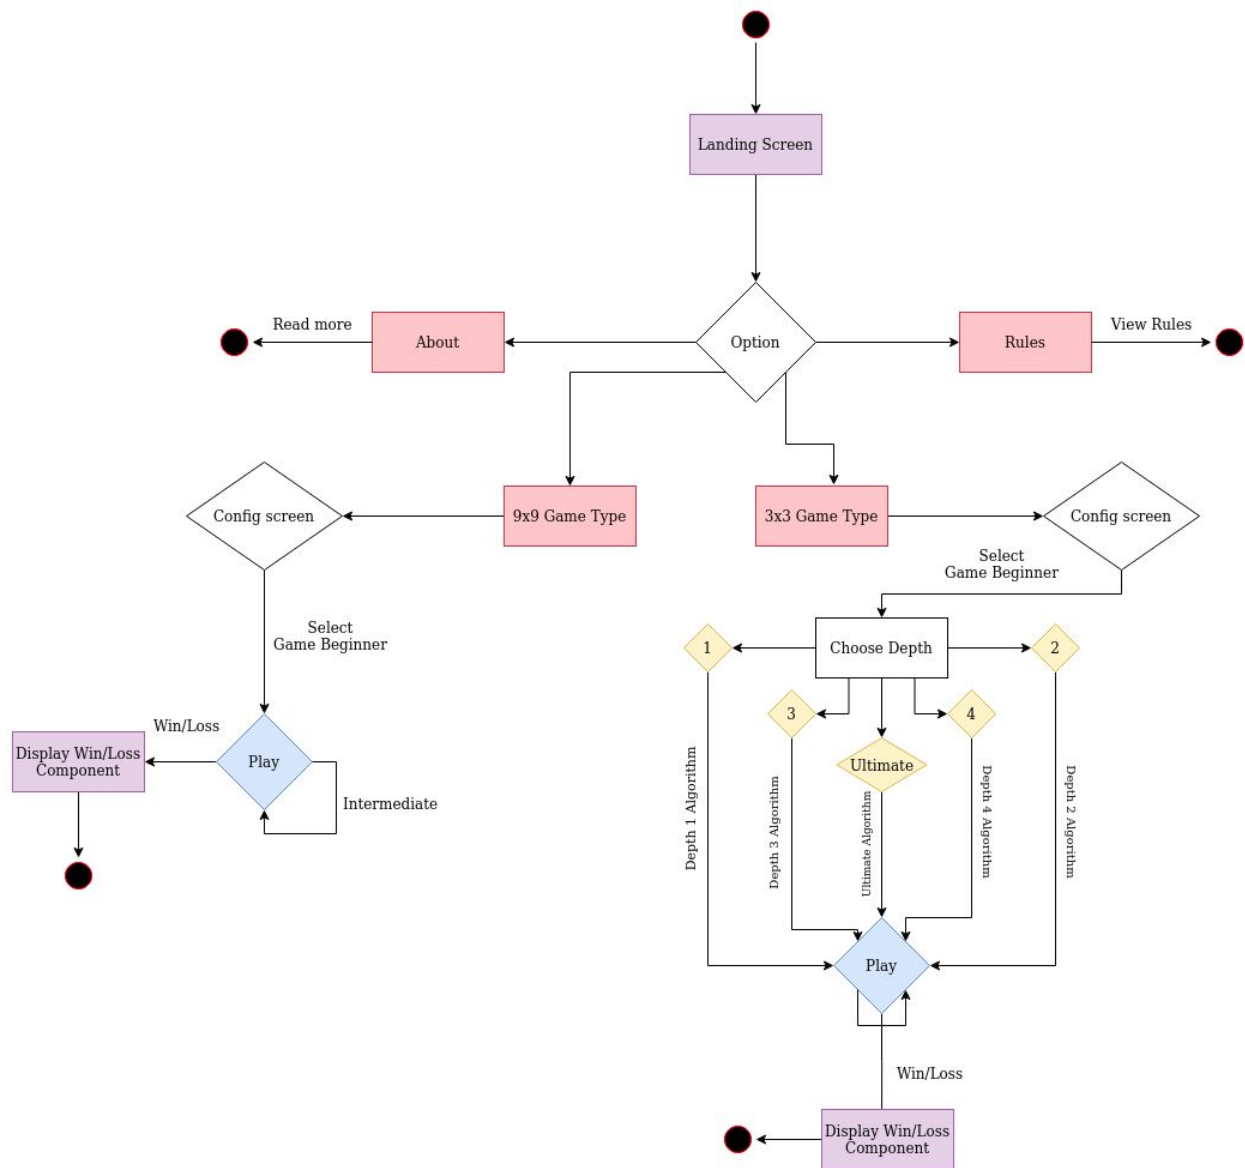 Landing Screen
Read more
About
Option
Rules
View Rules
Config screen
9x9 Game Type
3x3 Game Type
Config screen
Select
Game Beginner
Select
Game Beginner
1
Choose Depth
2
3
4
Win/Loss
Display Win/Loss
Component
Play
Ultimate
Intermediate
Depth 1 Algorithm
Depth 3 Algorithm
Ultimate Algorithm
Depth 4 Algorithm
Depth 2 Algorithm
Play
Win/Loss
Display Win/Loss
Component